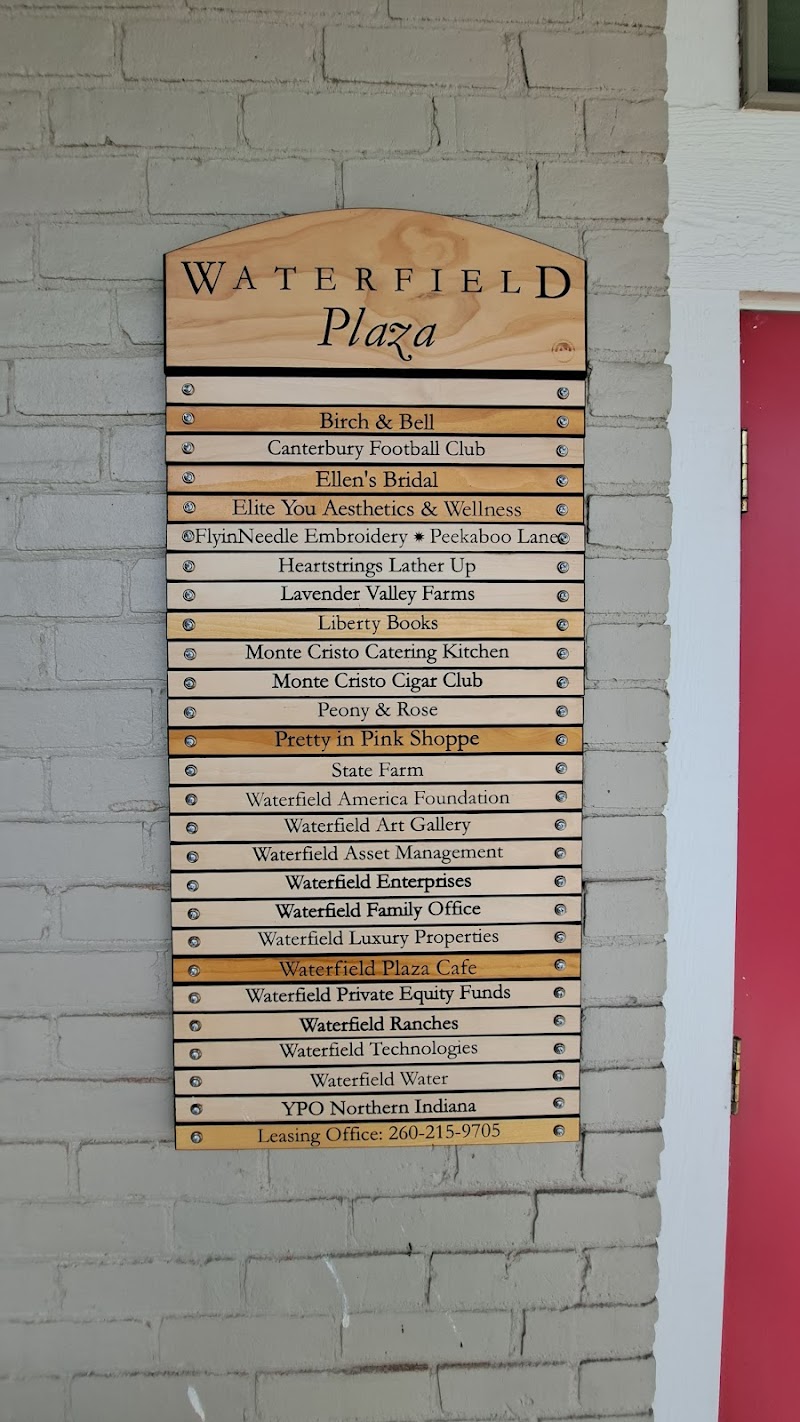 WATERFIELD
Plaza
Birch & Bell
Canterbury Football Club
Ellen's Bridal
Elite You Aesthetics & Wellness
FlyinNeedle Embroidery ✷ Peekaboo Lane
Heartstrings Lather Up
Lavender Valley Farms
Liberty Books
Monte Cristo Catering Kitchen
Monte Cristo Cigar Club
Peony & Rose
Pretty in Pink Shoppe
State Farm
Waterfield America Foundation
Waterfield Art Gallery
Waterfield Asset Management
Waterfield Enterprises
Waterfield Family Office
Waterfield Luxury Properties
Waterfield Plaza Cafe
Waterfield Private Equity Funds
Waterfield Ranches
Waterfield Technologies
Waterfield Water
YPO Northern Indiana
Leasing Office: 260-215-9705